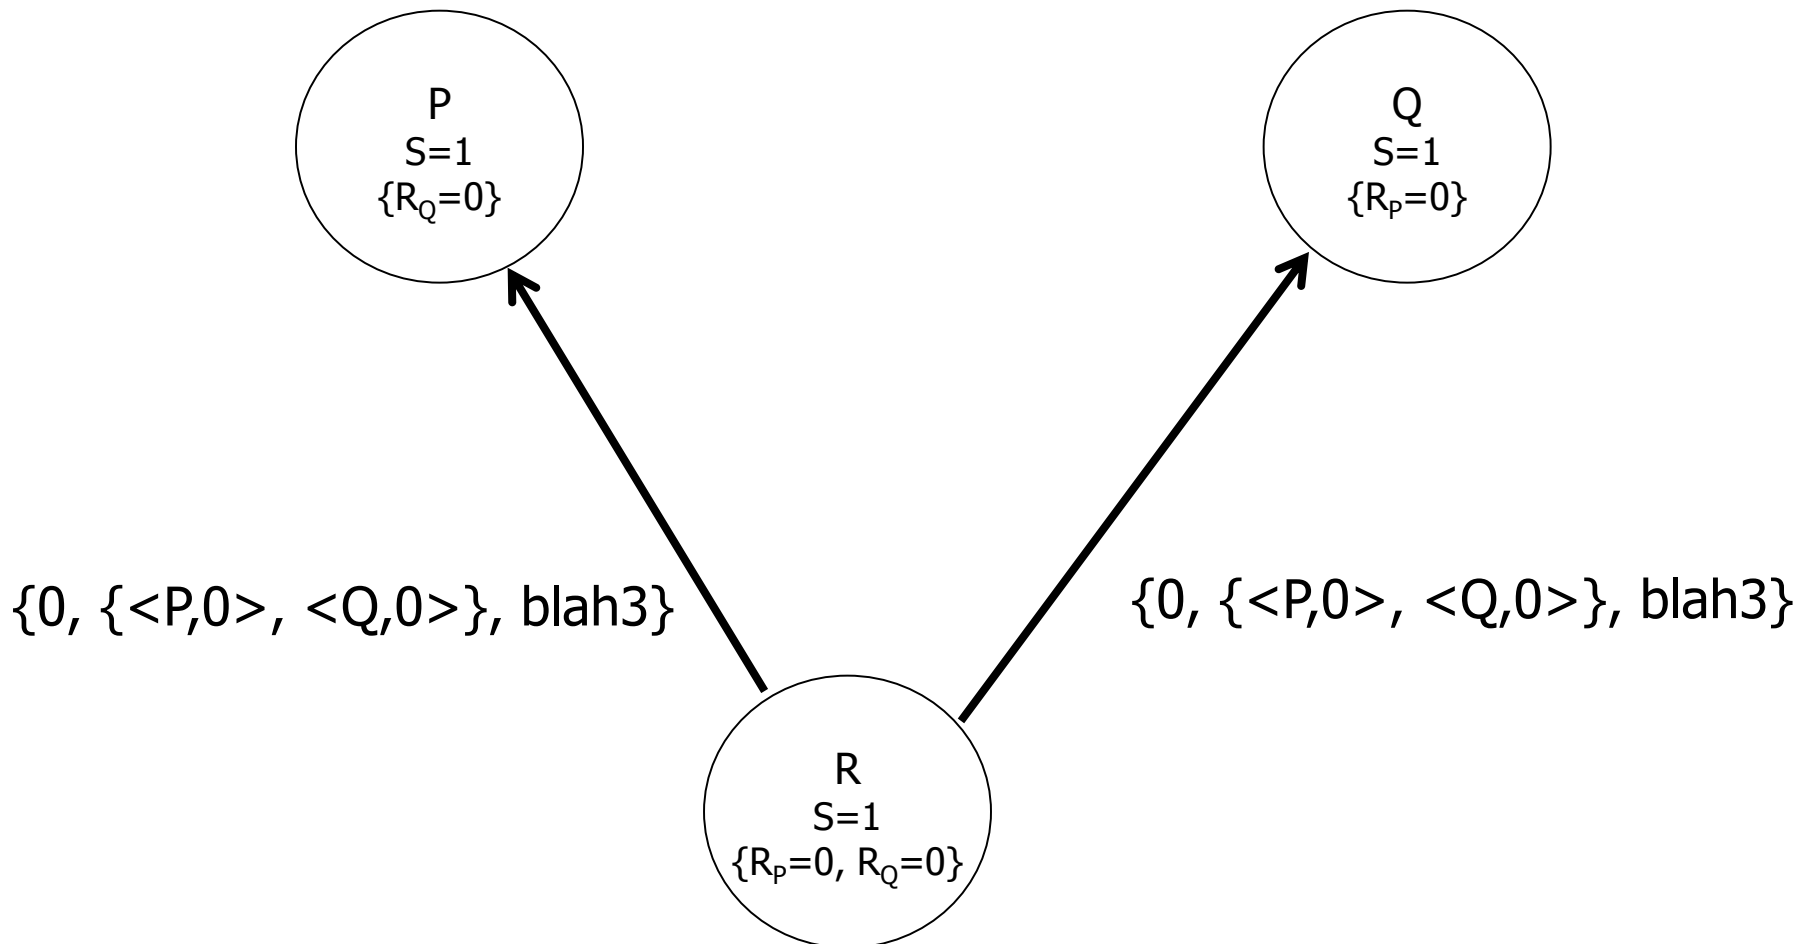 P
S=1
{R_Q=0}
Q
S=1
{R_P=0}
{0, {<P,0>, <Q,0>}, blah3}
{0, {<P,0>, <Q,0>}, blah3}
R
S=1
{R_P=0, R_Q=0}